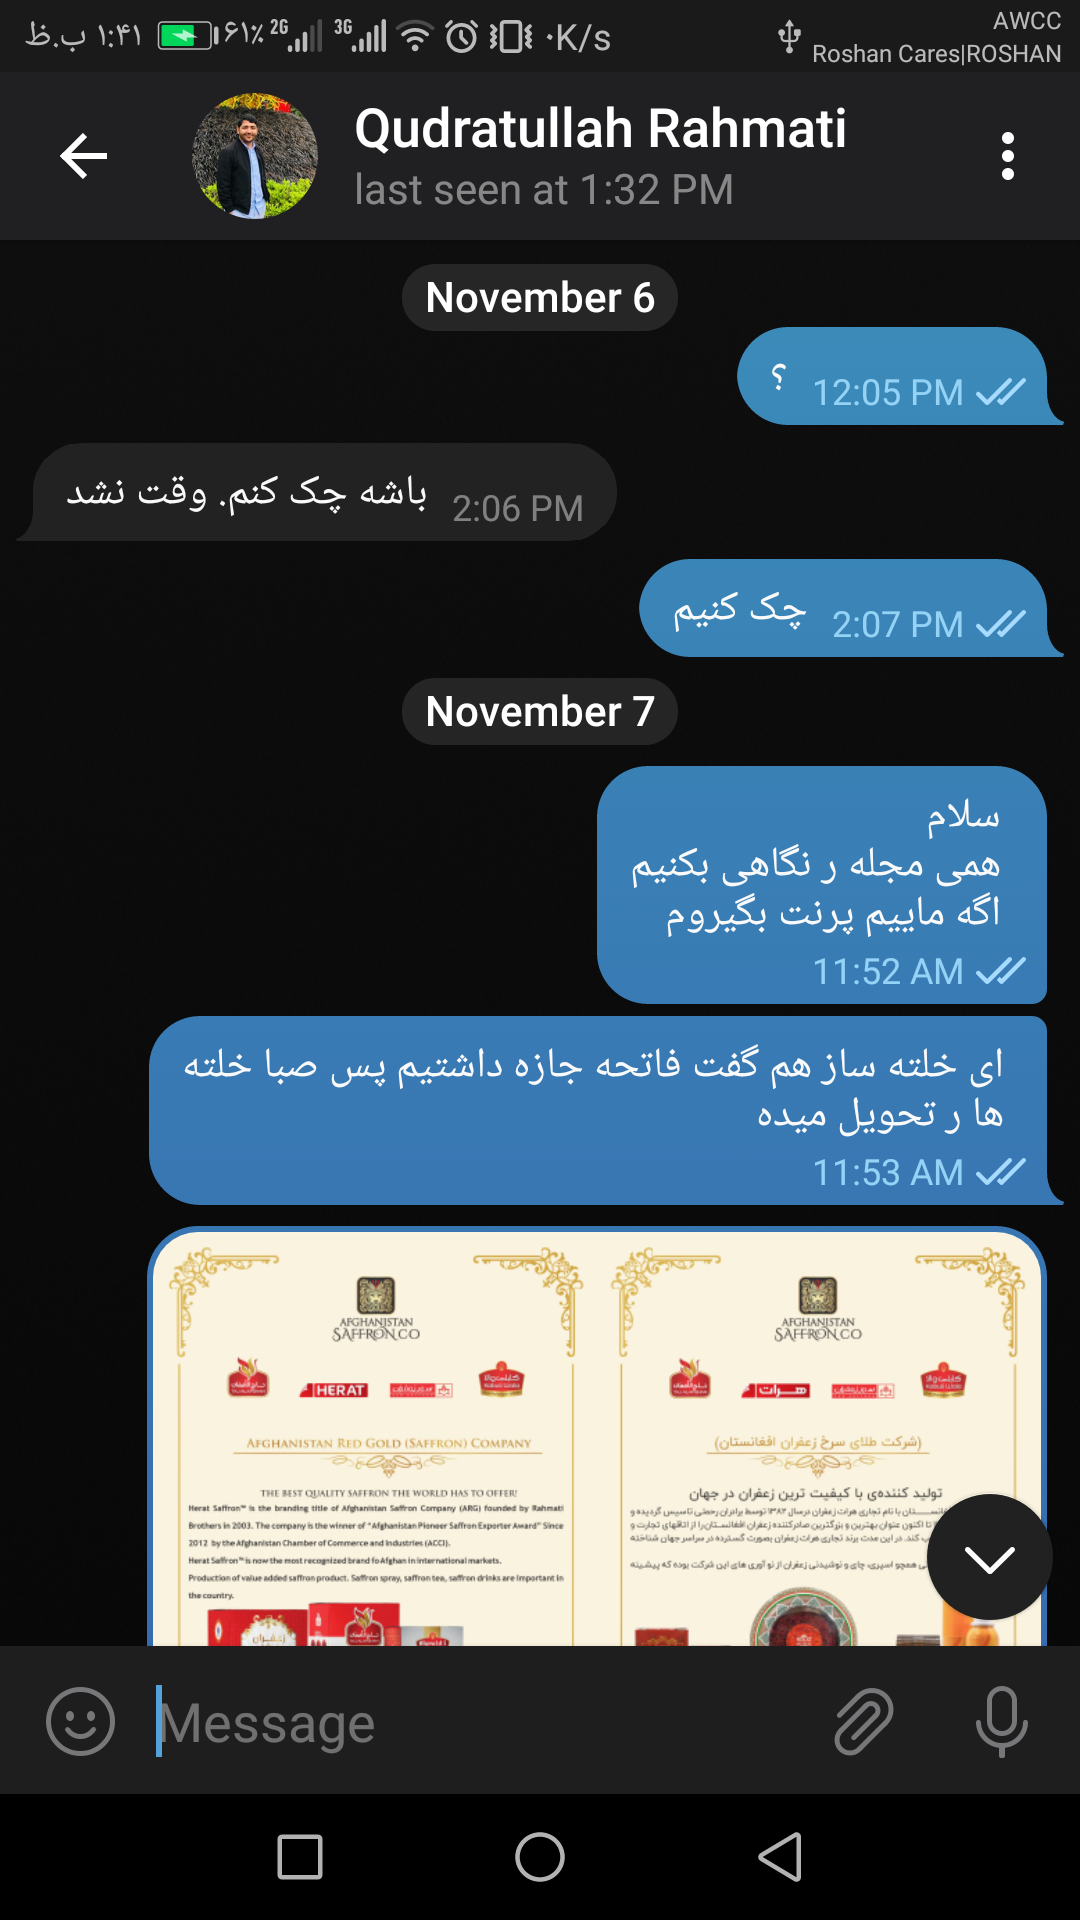 ۱:۴۱ ب.ظ ۶۱٪ 2G 3G ۰K/s AWCC
Roshan Cares|ROSHAN
Qudratullah Rahmati
last seen at 1:32 PM
November 6
؟ 12:05 PM
باشه چک کنم. وقت نشد 2:06 PM
چک کنیم 2:07 PM
November 7
سلام
همی مجله ر نگاهی بکنیم
اگه ماییم پرنت بگیروم
11:52 AM
ای خلته ساز هم گفت فاتحه جازه داشتیم پس صبا خلته
ها ر تحویل میده
11:53 AM
AFGHANISTAN
SAFFRON CO
HERAT
AFGHANISTAN RED GOLD (SAFFRON) COMPANY
THE BEST QUALITY SAFFRON THE WORLD HAS TO OFFER!
Herat Saffron™ is the branding title of Afghanistan Saffron Company (ARG) founded by Rahmati
Brothers in 2003. The company is the winner of "Afghanistan Pioneer Saffron Exporter Award" Since
2012 by the Afghanistan Chamber of Commerce and Industries (ACCI).
Herat Saffron™ is now the most recognized brand fo Afghan in international markets.
Production of value added saffron product. Saffron spray, saffron tea, saffron drinks are important in
the country.
AFGHANISTAN
SAFFRON CO
هرات
(شرکت طلای سرخ زعفران افغانستان)
تولید کننده‌ی با کیفیت ترین زعفران در جهان
Message